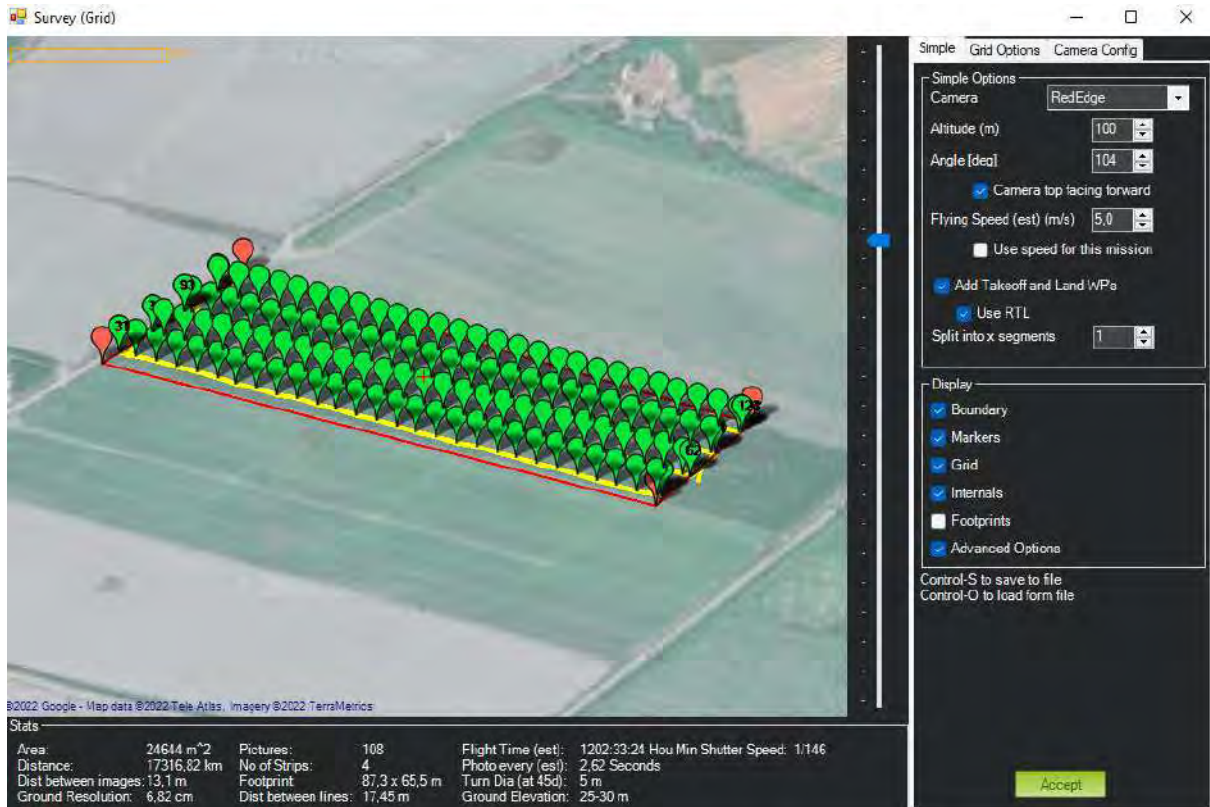 Survey (Grid)
Simple Grid Options Camera Config
Simple Options
Camera RedEdge
Altitude (m) 100
Angle [deg] 104
Camera top facing forward
Flying Speed (est) (m/s) 5,0
Use speed for this mission
Add Takeoff and Land WPs
Use RTL
Split into x segments 1
Display
Boundary
Markers
Grid
Internals
Footprints
Advanced Options
Control-S to save to file
Control-O to load form file
93
31
62
©2022 Google - Map data ©2022 Tele Atlas, Imagery ©2022 TerraMetrics
Stats
Area: 24644 m^2 Pictures: 108 Flight Time (est): 1202:33:24 Hou Min Shutter Speed: 1/146
Distance: 17316,82 km No of Strips: 4 Photo every (est): 2,62 Seconds
Dist between images: 13,1 m Footprint 87,3 x 65,5 m Turn Dia (at 45d): 5 m
Ground Resolution: 6,82 cm Dist between lines: 17,45 m Ground Elevation: 25-30 m
Accept